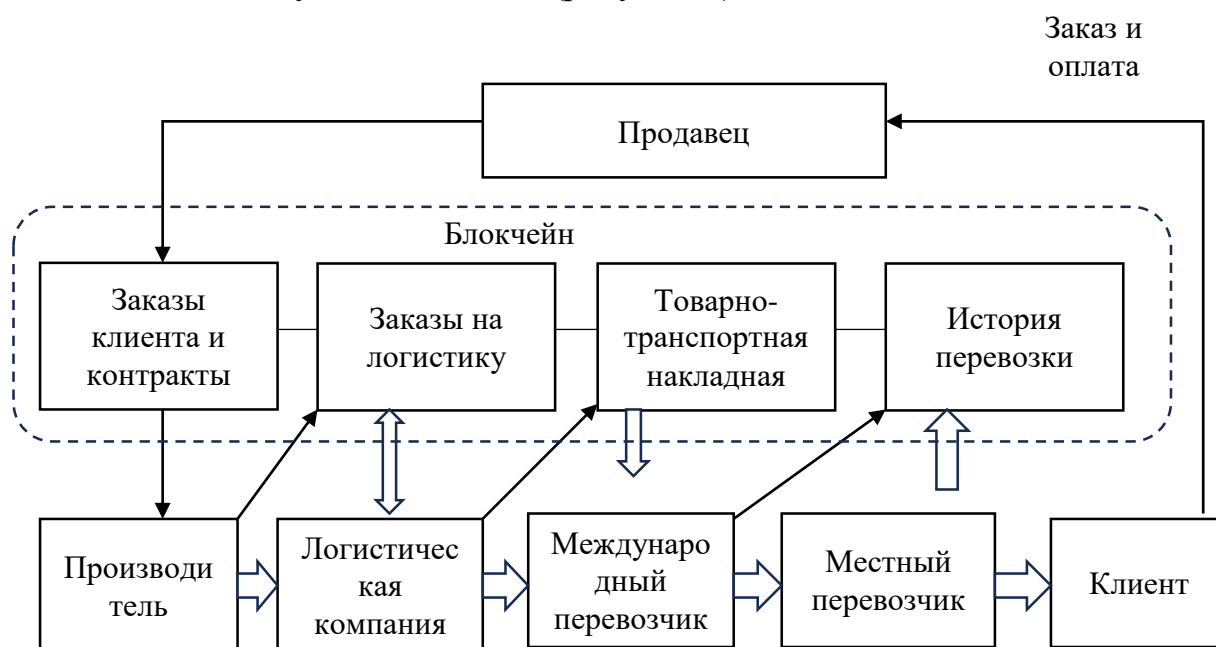 Заказ и
оплата
Продавец
Блокчейн
Заказы
клиента и
контракты
Заказы на
логистику
Товарно-
транспортная
накладная
История
перевозки
Производи
тель
Логистичес
кая
компания
Международ
дный
перевозчик
Местный
перевозчик
Клиент